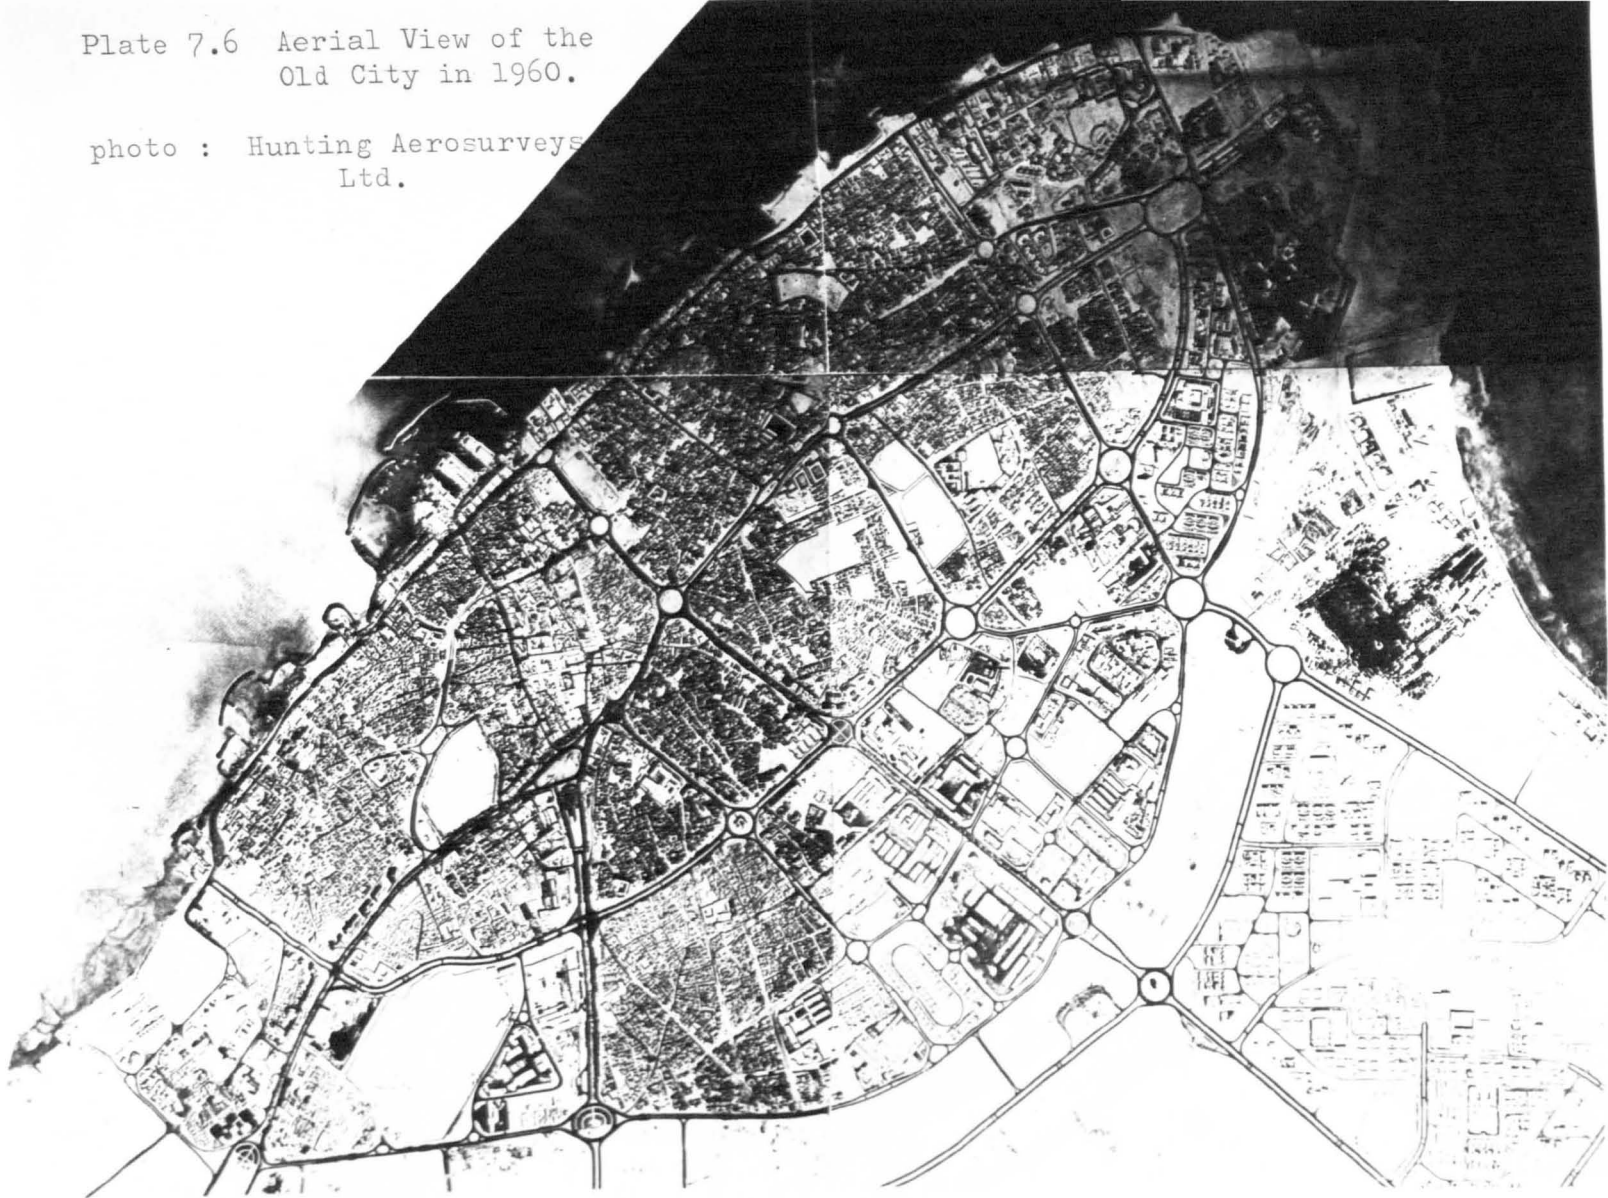 Plate 7.6 Aerial View of the
Old City in 1960.
photo : Hunting Aerosurveys
Ltd.